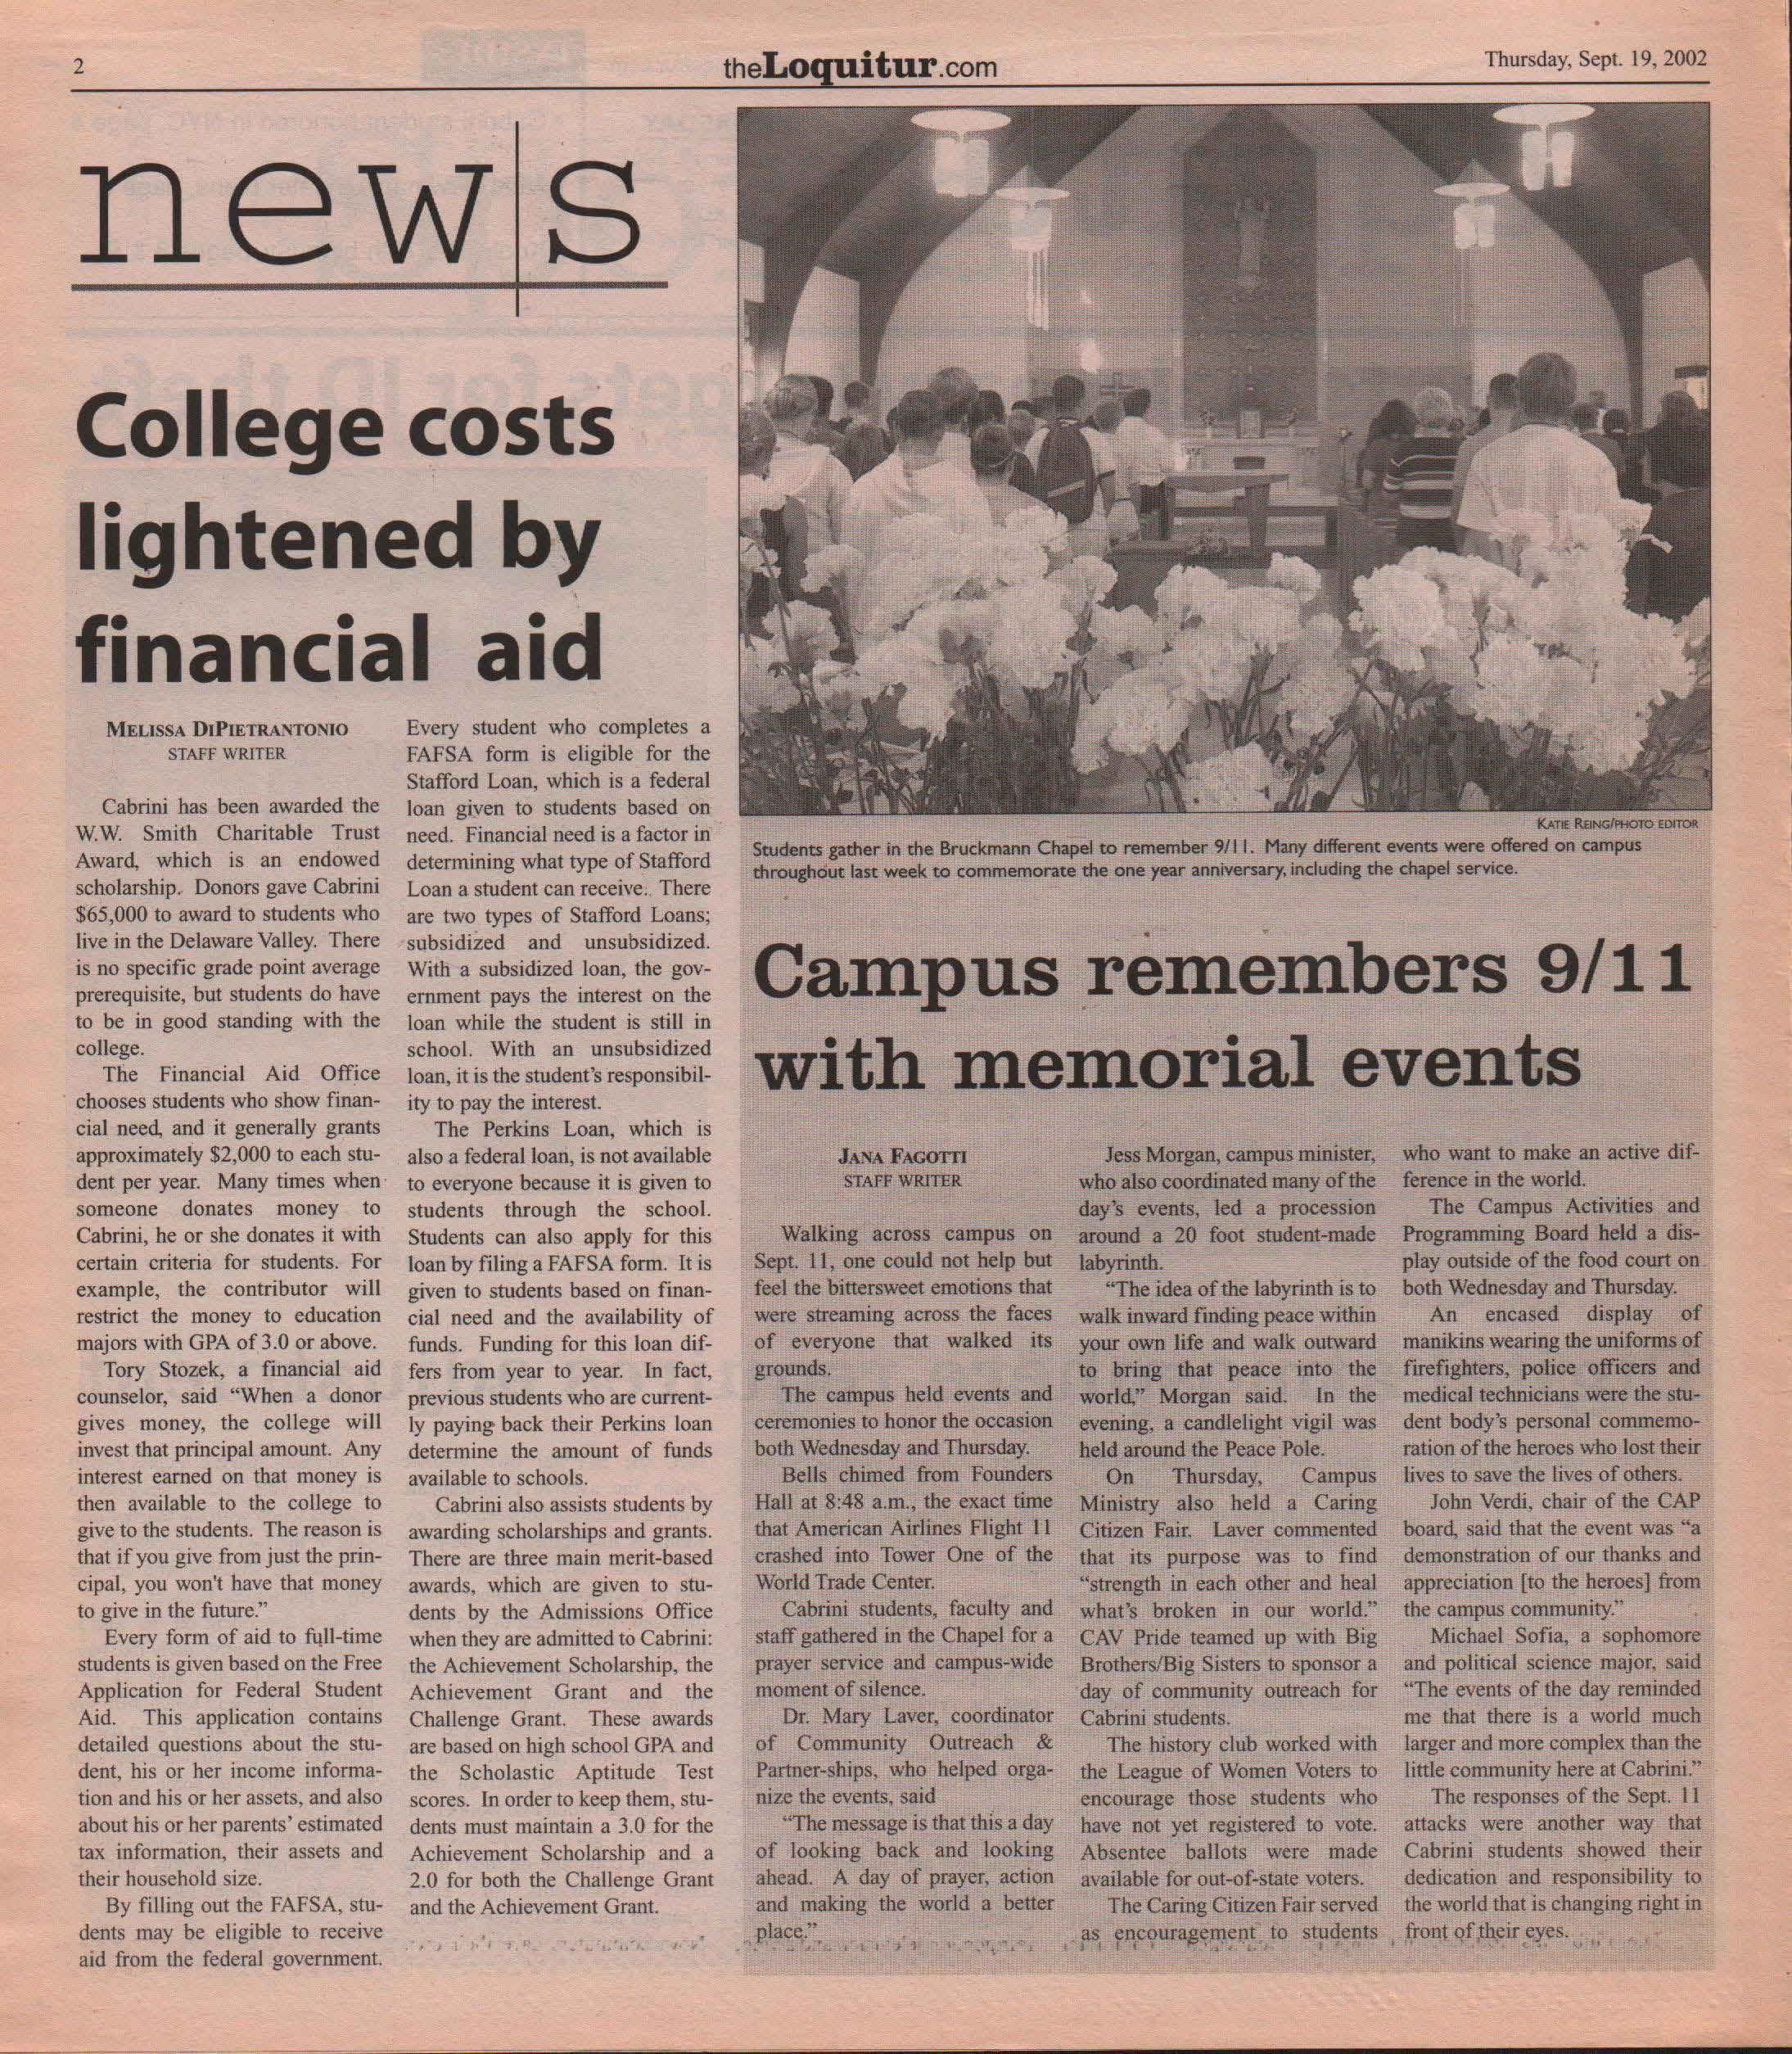 2
theLoquitur.com
Thursday, Sept. 19, 2002
news
College costs
lightened by
financial aid
MELISSA DIPIETRANTONIO
STAFF WRITER
Cabrini has been awarded the
W.W. Smith Charitable Trust
Award, which is an endowed
scholarship. Donors gave Cabrini
$65,000 to award to students who
live in the Delaware Valley. There
is no specific grade point average
prerequisite, but students do have
to be in good standing with the
college.
The Financial Aid Office
chooses students who show finan-
cial need, and it generally grants
approximately $2,000 to each stu-
dent per year. Many times when
someone donates money to
Cabrini, he or she donates it with
certain criteria for students. For
example, the contributor will
restrict the money to education
majors with GPA of 3.0 or above.
Tory Stozek, a financial aid
counselor, said “When a donor
gives money, the college will
invest that principal amount. Any
interest earned on that money is
then available to the college to
give to the students. The reason is
that if you give from just the prin-
cipal, you won't have that money
to give in the future.”
Every form of aid to full-time
students is given based on the Free
Application for Federal Student
Aid. This application contains
detailed questions about the stu-
dent, his or her income informa-
tion and his or her assets, and also
about his or her parents’ estimated
tax information, their assets and
their household size.
By filling out the FAFSA, stu-
dents may be eligible to receive
aid from the federal government.
Every student who completes a
FAFSA form is eligible for the
Stafford Loan, which is a federal
loan given to students based on
need. Financial need is a factor in
determining what type of Stafford
Loan a student can receive. There
are two types of Stafford Loans;
subsidized and unsubsidized.
With a subsidized loan, the gov-
ernment pays the interest on the
loan while the student is still in
school. With an unsubsidized
loan, it is the student’s responsibil-
ity to pay the interest.
The Perkins Loan, which is
also a federal loan, is not available
to everyone because it is given to
students through the school.
Students can also apply for this
loan by filing a FAFSA form. It is
given to students based on finan-
cial need and the availability of
funds. Funding for this loan dif-
fers from year to year. In fact,
previous students who are current-
ly paying back their Perkins loan
determine the amount of funds
available to schools.
Cabrini also assists students by
awarding scholarships and grants.
There are three main merit-based
awards, which are given to stu-
dents by the Admissions Office
when they are admitted to Cabrini:
the Achievement Scholarship, the
Achievement Grant and the
Challenge Grant. These awards
are based on high school GPA and
the Scholastic Aptitude Test
scores. In order to keep them, stu-
dents must maintain a 3.0 for the
Achievement Scholarship and a
2.0 for both the Challenge Grant
and the Achievement Grant.
KATIE REING/PHOTO EDITOR
Students gather in the Bruckmann Chapel to remember 9/11. Many different events were offered on campus
throughout last week to commemorate the one year anniversary, including the chapel service.
Campus remembers 9/11
with memorial events
JANA FAGOTTI
STAFF WRITER
Walking across campus on
Sept. 11, one could not help but
feel the bittersweet emotions that
were streaming across the faces
of everyone that walked its
grounds.
The campus held events and
ceremonies to honor the occasion
both Wednesday and Thursday.
Bells chimed from Founders
Hall at 8:48 a.m., the exact time
that American Airlines Flight 11
crashed into Tower One of the
World Trade Center.
Cabrini students, faculty and
staff gathered in the Chapel for a
prayer service and campus-wide
moment of silence.
Dr. Mary Laver, coordinator
of Community Outreach &
Partner-ships, who helped orga-
nize the events, said
“The message is that this a day
of looking back and looking
ahead. A day of prayer, action
and making the world a better
place.”
Jess Morgan, campus minister,
who also coordinated many of the
day’s events, led a procession
around a 20 foot student-made
labyrinth.
“The idea of the labyrinth is to
walk inward finding peace within
your own life and walk outward
to bring that peace into the
world,” Morgan said. In the
evening, a candlelight vigil was
held around the Peace Pole.
On Thursday, Campus
Ministry also held a Caring
Citizen Fair. Laver commented
that its purpose was to find
“strength in each other and heal
what’s broken in our world.”
CAV Pride teamed up with Big
Brothers/Big Sisters to sponsor a
day of community outreach for
Cabrini students.
The history club worked with
the League of Women Voters to
encourage those students who
have not yet registered to vote.
Absentee ballots were made
available for out-of-state voters.
The Caring Citizen Fair served
as encouragement to students
who want to make an active dif-
ference in the world.
The Campus Activities and
Programming Board held a dis-
play outside of the food court on
both Wednesday and Thursday.
An encased display of
manikins wearing the uniforms of
firefighters, police officers and
medical technicians were the stu-
dent body’s personal commemo-
ration of the heroes who lost their
lives to save the lives of others.
John Verdi, chair of the CAP
board, said that the event was “a
demonstration of our thanks and
appreciation [to the heroes] from
the campus community.”
Michael Sofia, a sophomore
and political science major, said
“The events of the day reminded
me that there is a world much
larger and more complex than the
little community here at Cabrini.”
The responses of the Sept. 11
attacks were another way that
Cabrini students showed their
dedication and responsibility to
the world that is changing right in
front of their eyes.